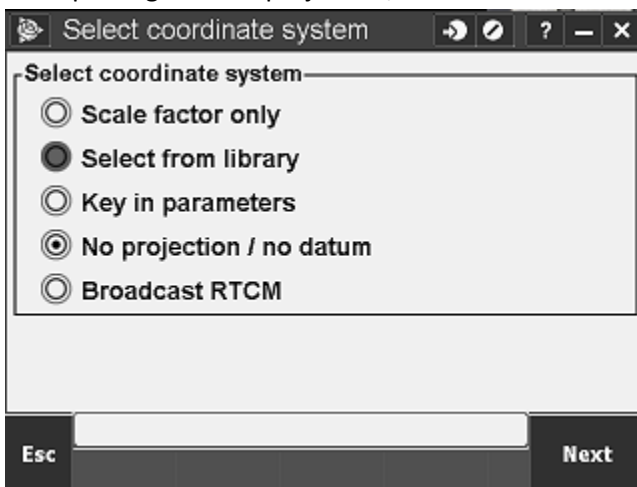 Select coordinate system
?
Select coordinate system
Scale factor only
Select from library
Key in parameters
No projection / no datum
Broadcast RTCM
Esc
Next